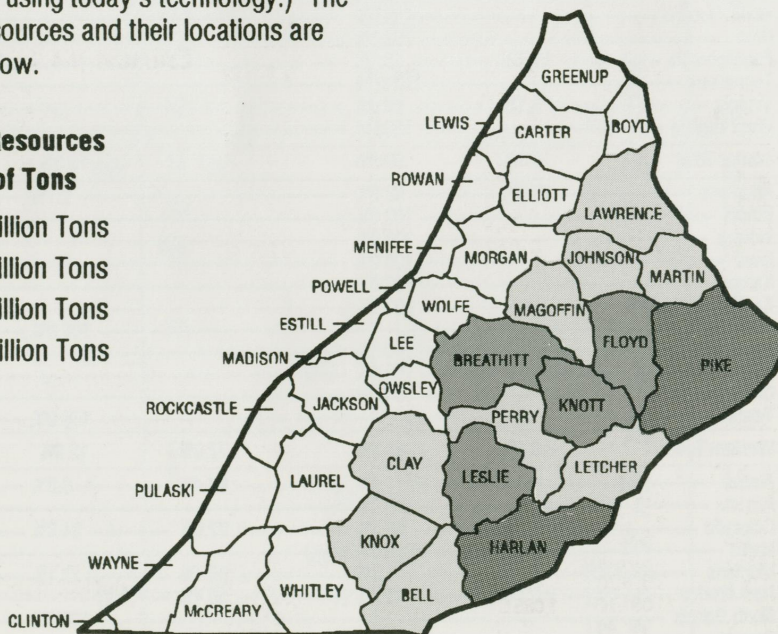 using today's technology.) The
sources and their locations are
ow.
Resources
of Tons
illion Tons
illion Tons
illion Tons
illion Tons
GREENUP
LEWIS
CARTER
BOYD
ROWAN
ELLIOTT
LAWRENCE
MENIFEE
MORGAN
JOHNSON
MARTIN
POWELL
WOLFE
MAGOFFIN
ESTILL
LEE
FLOYD
MADISON
BREATHITT
PIKE
OWSLEY
ROCKCASTLE
JACKSON
PERRY
KNOTT
CLAY
LESLIE
LETCHER
PULASKI
LAUREL
KNOX
HARLAN
WAYNE
WHITLEY
BELL
McCREARY
CLINTON